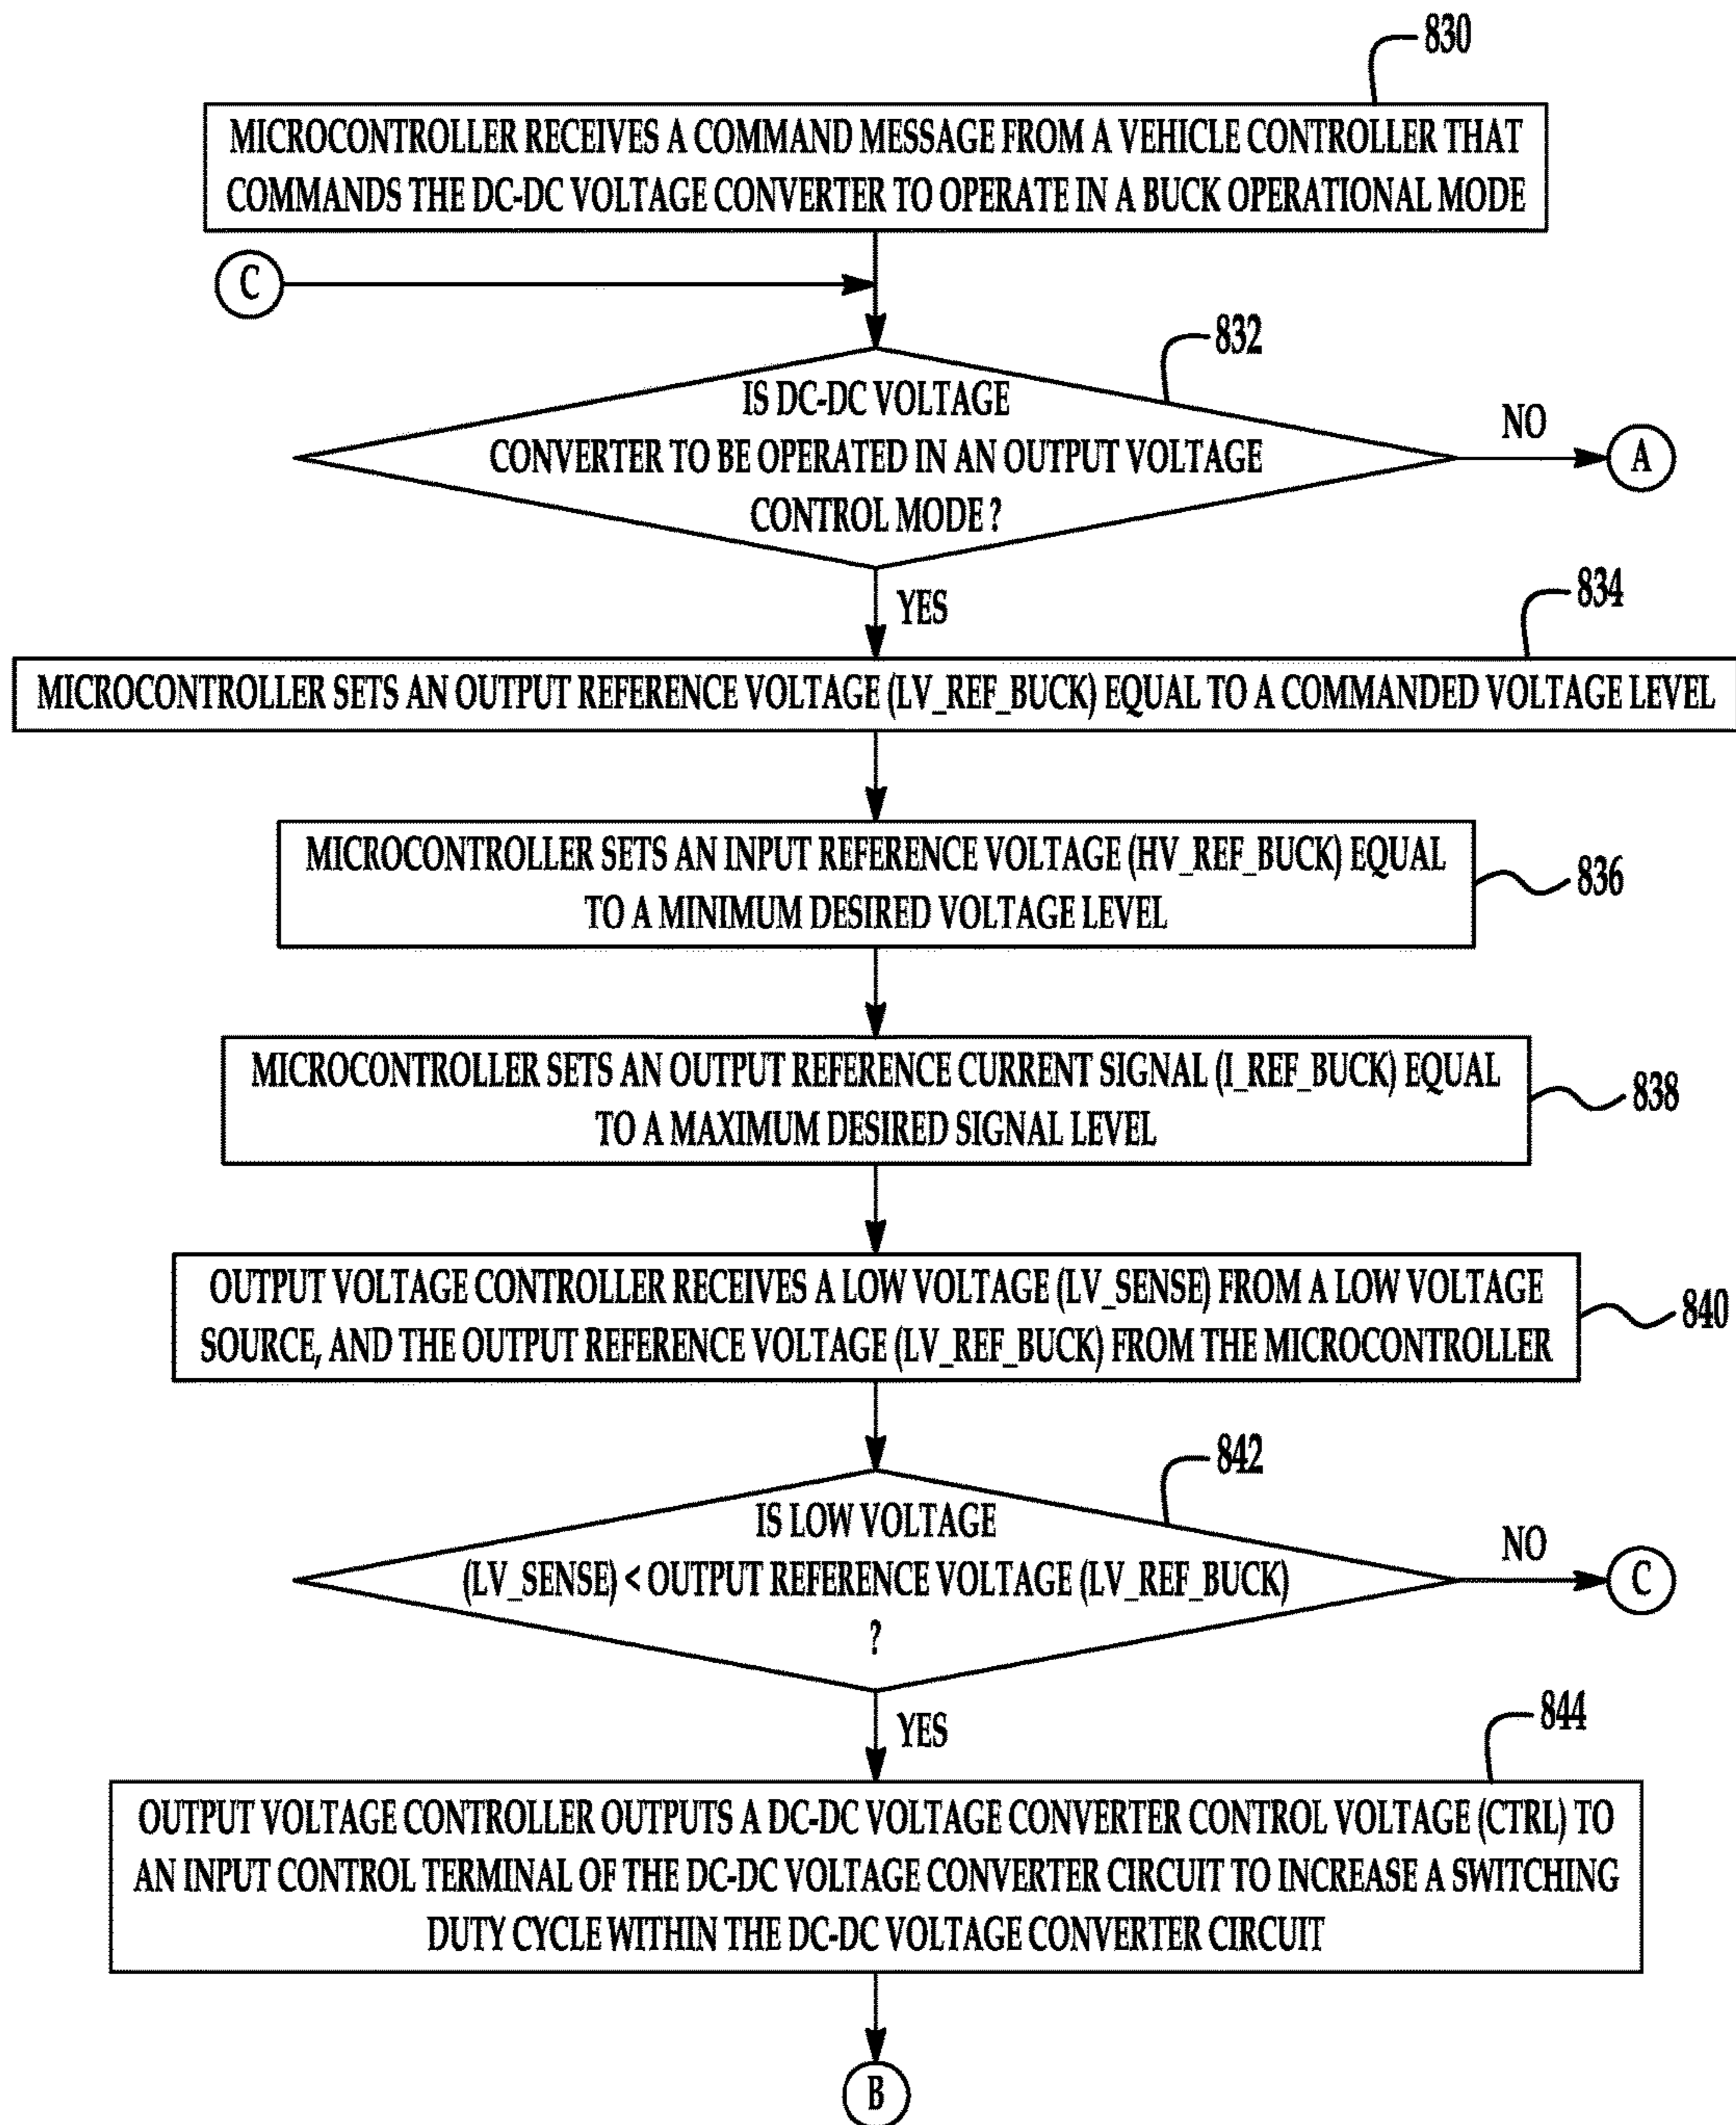 830
MICROCONTROLLER RECEIVES A COMMAND MESSAGE FROM A VEHICLE CONTROLLER THAT
COMMANDS THE DC-DC VOLTAGE CONVERTER TO OPERATE IN A BUCK OPERATIONAL MODE
C
832
IS DC-DC VOLTAGE
CONVERTER TO BE OPERATED IN AN OUTPUT VOLTAGE
CONTROL MODE ?
NO
A
YES
834
MICROCONTROLLER SETS AN OUTPUT REFERENCE VOLTAGE (LV_REF_BUCK) EQUAL TO A COMMANDED VOLTAGE LEVEL
MICROCONTROLLER SETS AN INPUT REFERENCE VOLTAGE (HV_REF_BUCK) EQUAL
TO A MINIMUM DESIRED VOLTAGE LEVEL
836
MICROCONTROLLER SETS AN OUTPUT REFERENCE CURRENT SIGNAL (I_REF_BUCK) EQUAL
TO A MAXIMUM DESIRED SIGNAL LEVEL
838
OUTPUT VOLTAGE CONTROLLER RECEIVES A LOW VOLTAGE (LV_SENSE) FROM A LOW VOLTAGE
SOURCE, AND THE OUTPUT REFERENCE VOLTAGE (LV_REF_BUCK) FROM THE MICROCONTROLLER
840
842
IS LOW VOLTAGE
(LV_SENSE) < OUTPUT REFERENCE VOLTAGE (LV_REF_BUCK)
?
NO
C
YES
844
OUTPUT VOLTAGE CONTROLLER OUTPUTS A DC-DC VOLTAGE CONVERTER CONTROL VOLTAGE (CTRL) TO
AN INPUT CONTROL TERMINAL OF THE DC-DC VOLTAGE CONVERTER CIRCUIT TO INCREASE A SWITCHING
DUTY CYCLE WITHIN THE DC-DC VOLTAGE CONVERTER CIRCUIT
B